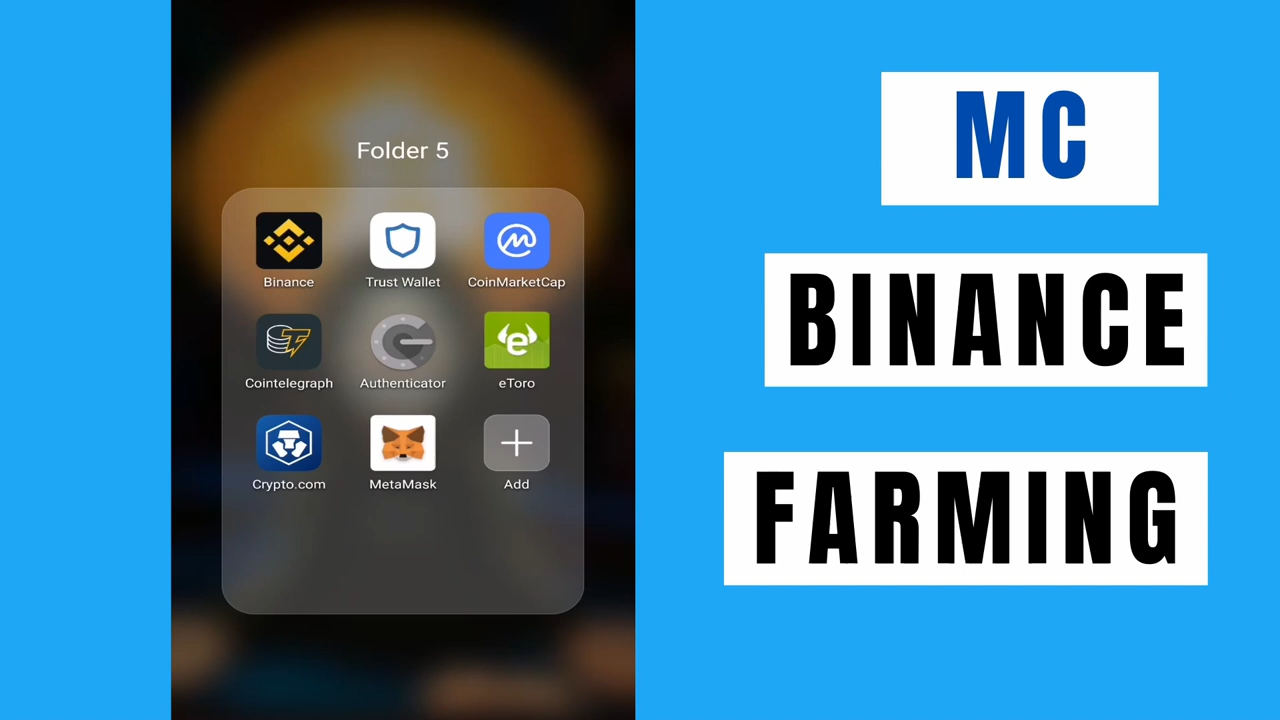 Folder 5
Binance
Trust Wallet
CoinMarketCap
Cointelegraph
Authenticator
eToro
Crypto.com
MetaMask
Add
MC
BINANCE
FARMING